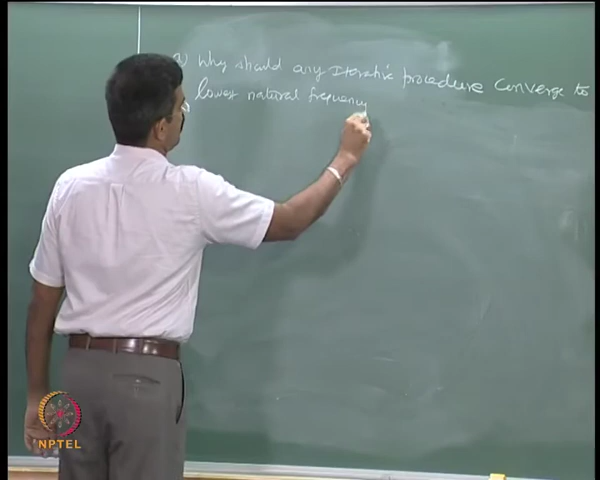 a) Why should any Iterative procedure converge to
lower natural frequency
NPTEL